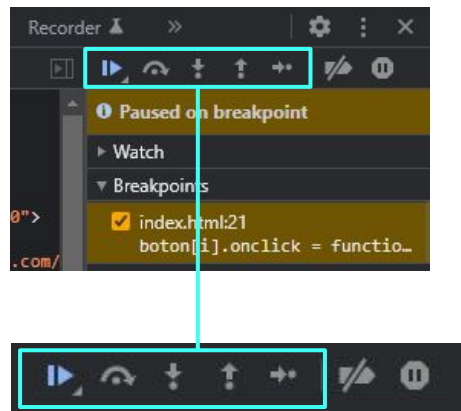 Recorder
Paused on breakpoint
Watch
Breakpoints
0">
index.html:21
boton[i].onclick = functio…
.com/